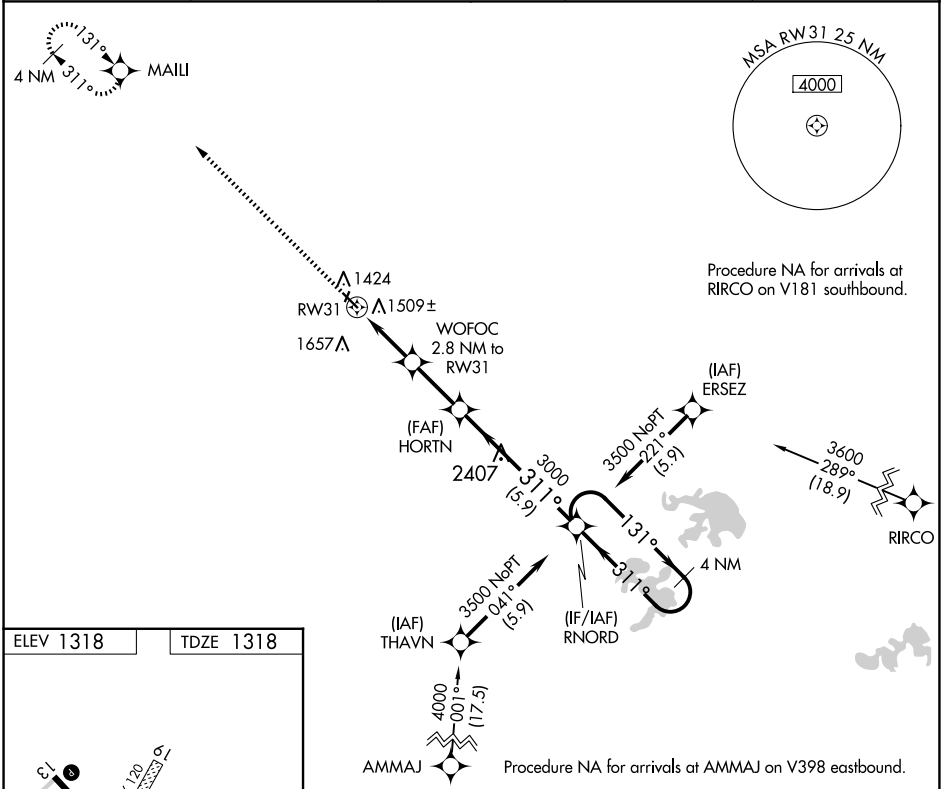 131°
4 NM
311°
MAILI
MSA RW31 25 NM
4000
Procedure NA for arrivals at
RIRCO on V181 southbound.
1424
RW31
1509±
1657
WOFOC
2.8 NM to
RW31
(IAF)
ERSEZ
(FAF)
HORTN
3500 NoPT
221°
(5.9)
2407
3000
311°
(5.9)
3600
289°
(18.9)
RIRCO
131°
4 NM
311°
3500 NoPT
041°
(5.9)
(IAF)
THAVN
(IF/IAF)
RNORD
4000
001°
(17.5)
AMMAJ
Procedure NA for arrivals at AMMAJ on V398 eastbound.
ELEV 1318
TDZE 1318
13
P
120
19